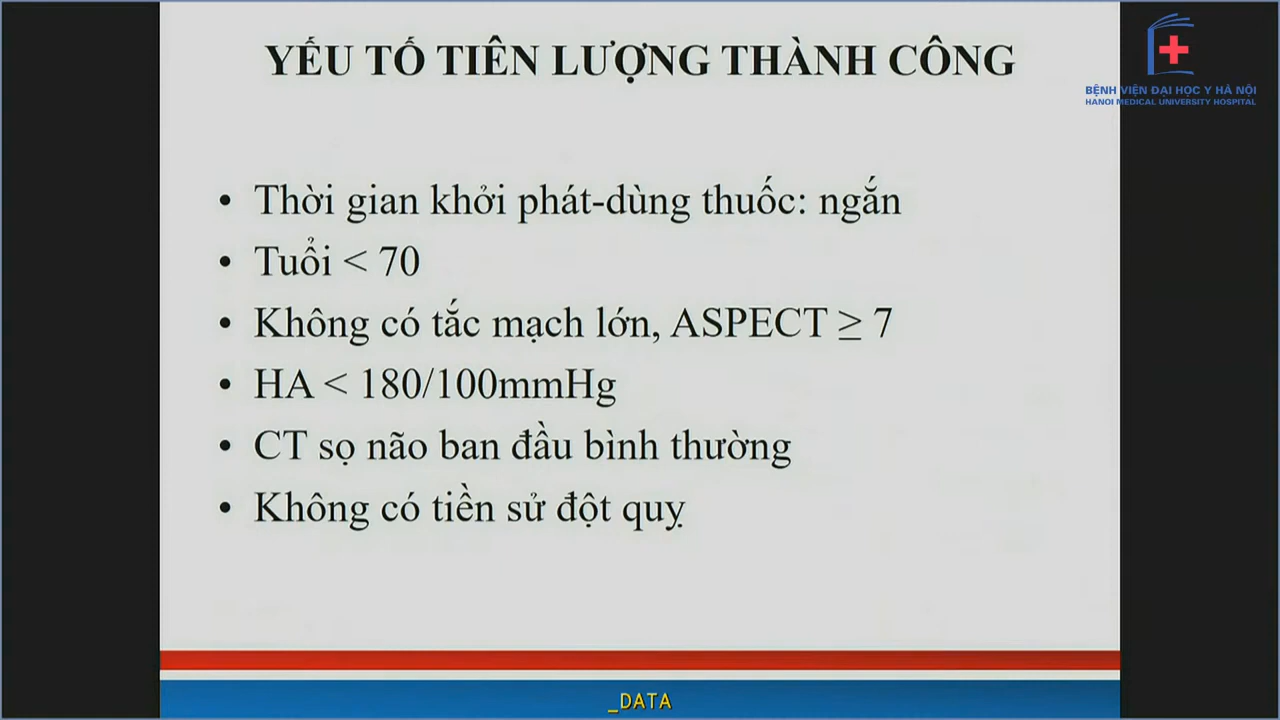 YẾU TỐ TIÊN LƯỢNG THÀNH CÔNG
BỆNH VIỆN ĐẠI HỌC Y HÀ NỘI
HANOI MEDICAL UNIVERSITY HOSPITAL
• Thời gian khởi phát-dùng thuốc: ngắn
• Tuổi < 70
• Không có tắc mạch lớn, ASPECT ≥ 7
• HA < 180/100mmHg
• CT sọ não ban đầu bình thường
• Không có tiền sử đột quỵ
_DATA